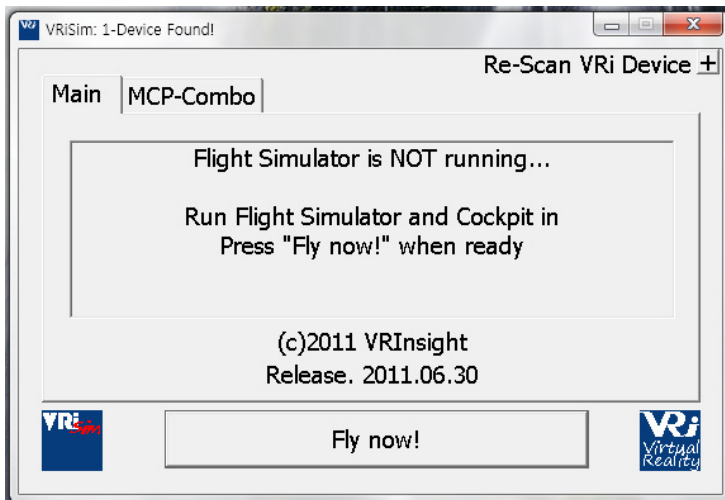 VRiSim: 1-Device Found!
Re-Scan VRi Device +
Main
MCP-Combo
Flight Simulator is NOT running...
Run Flight Simulator and Cockpit in
Press "Fly now!" when ready
(c)2011 VRInsight
Release. 2011.06.30
VRi Sim
Fly now!
VRi
Virtual
Reality